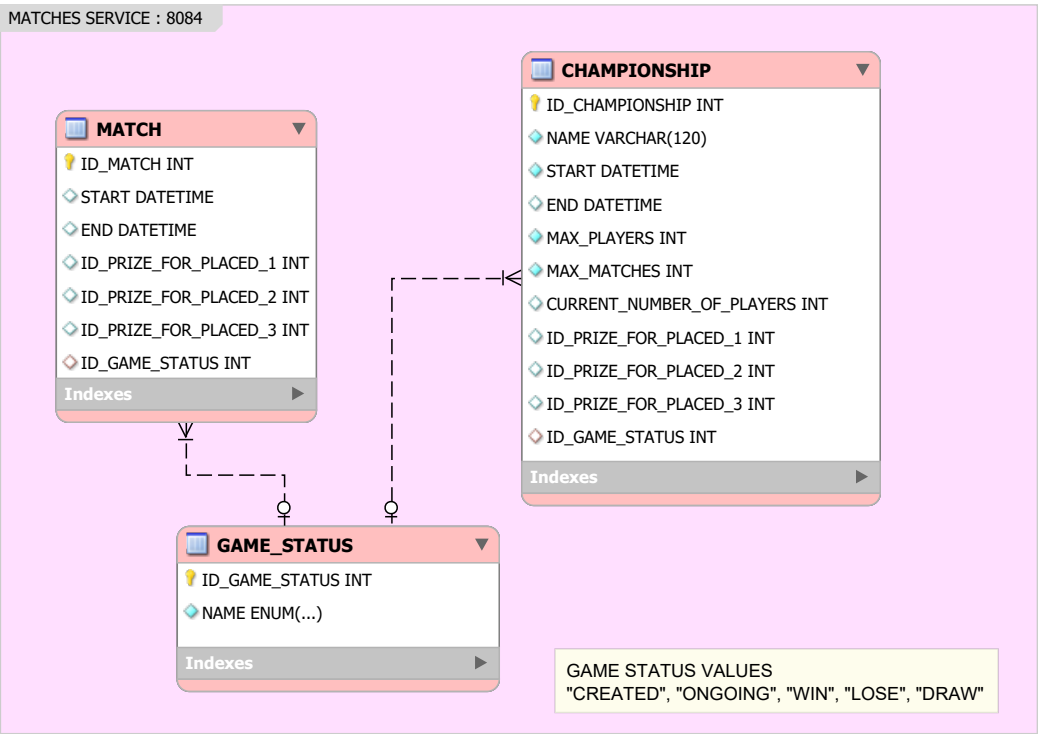 MATCHES SERVICE : 8084
MATCH
ID_MATCH INT
START DATETIME
END DATETIME
ID_PRIZE_FOR_PLACED_1 INT
ID_PRIZE_FOR_PLACED_2 INT
ID_PRIZE_FOR_PLACED_3 INT
ID_GAME_STATUS INT
Indexes
CHAMPIONSHIP
ID_CHAMPIONSHIP INT
NAME VARCHAR(120)
START DATETIME
END DATETIME
MAX_PLAYERS INT
MAX_MATCHES INT
CURRENT_NUMBER_OF_PLAYERS INT
ID_PRIZE_FOR_PLACED_1 INT
ID_PRIZE_FOR_PLACED_2 INT
ID_PRIZE_FOR_PLACED_3 INT
ID_GAME_STATUS INT
Indexes
GAME_STATUS
ID_GAME_STATUS INT
NAME ENUM(...)
Indexes
GAME STATUS VALUES
"CREATED", "ONGOING", "WIN", "LOSE", "DRAW"